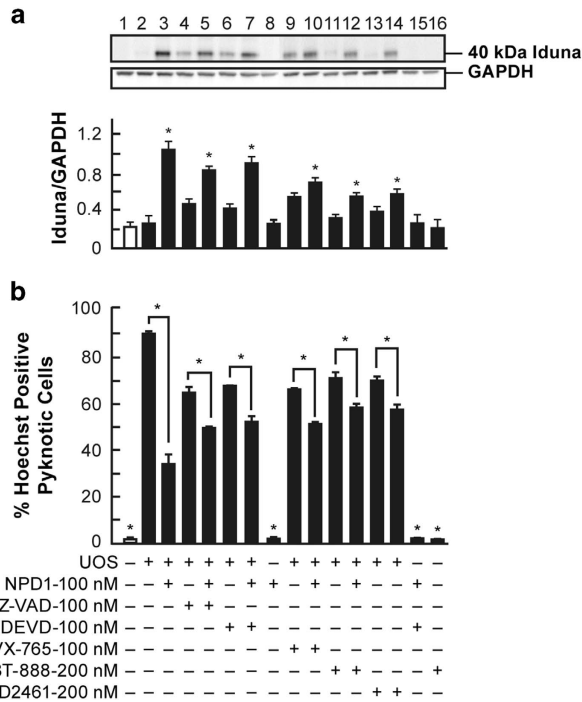 a
1 2 3 4 5 6 7 8 9 10 11 12 13 14 15 16
40 kDa Iduna
GAPDH
Iduna/GAPDH
1.2
0.8
0.4
0
* * * * * *
b
% Hoechst Positive
Pyknotic Cells
100
80
60
40
20
0
* * * * * * * * * *
UOS – + + + + + + – + + + + + + – –
NPD1-100 nM – – + – + – + + – + – + – + + –
Z-VAD-100 nM – – – + + – – – – – – – – – – –
DEVD-100 nM – – – – – + + – – – – – – – + –
VX-765-100 nM – – – – – – – – + + – – – – – –
BT-888-200 nM – – – – – – – – – – + + – – – +
D2461-200 nM – – – – – – – – – – – – + + – –